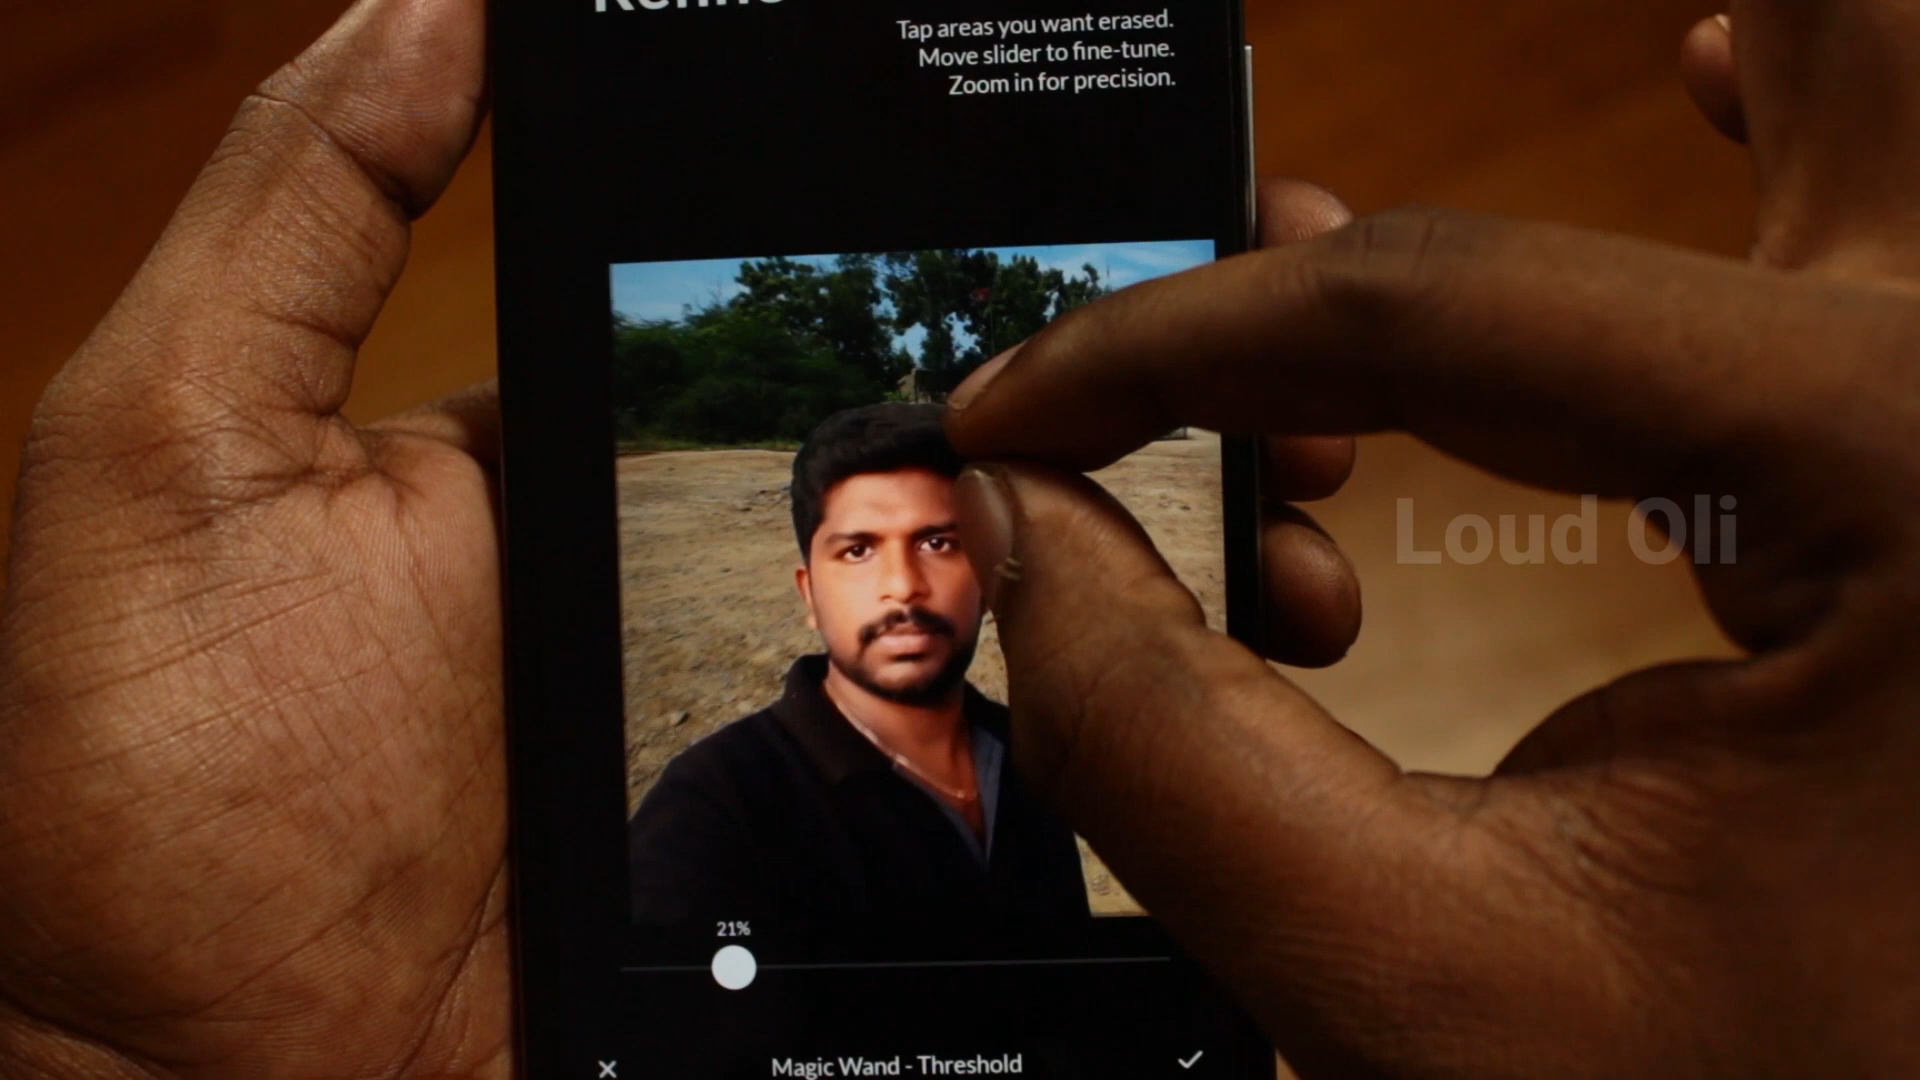 Refine
Tap areas you want erased.
Move slider to fine-tune.
Zoom in for precision.
Loud Oli
21%
Magic Wand - Threshold